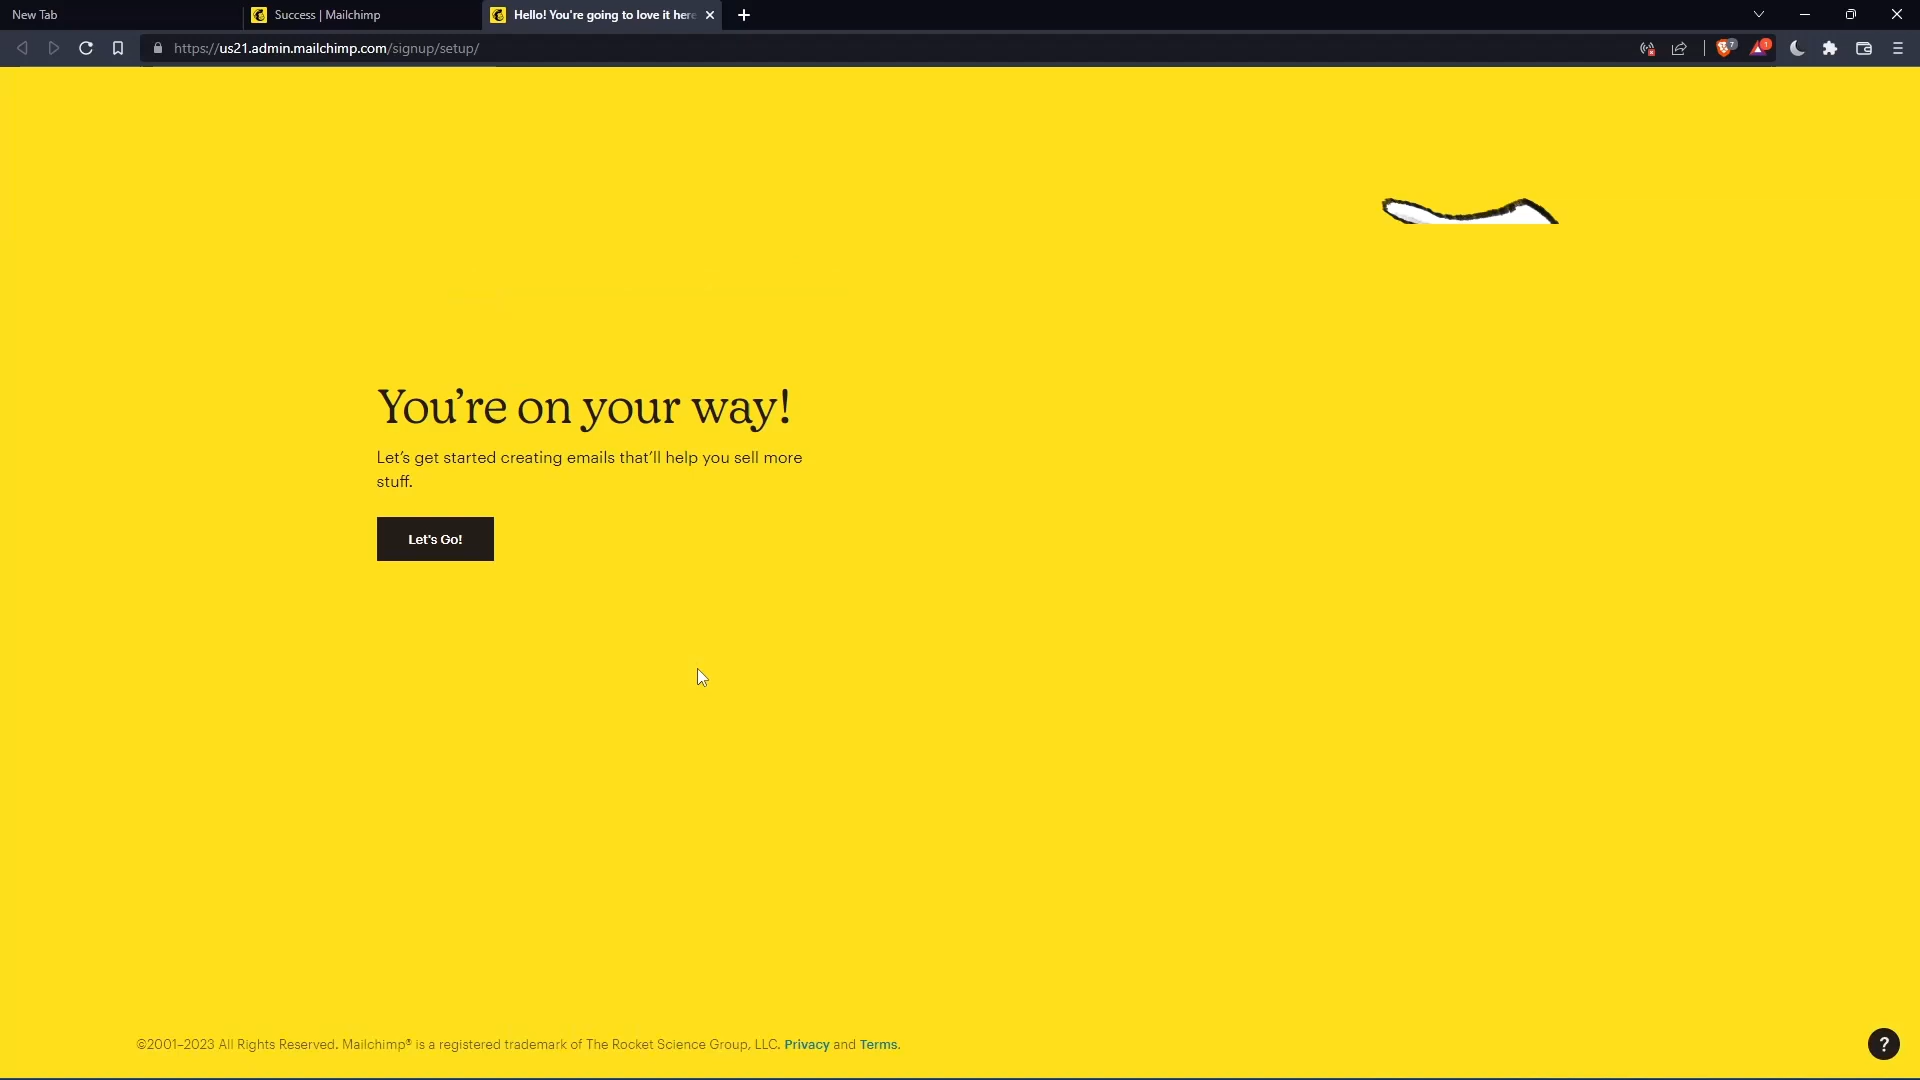 New Tab
Success | Mailchimp
Hello! You're going to love it here
https://us21.admin.mailchimp.com/signup/setup/
7
1
You’re on your way!
Let’s get started creating emails that’ll help you sell more
stuff.
Let's Go!
©2001–2023 All Rights Reserved. Mailchimp® is a registered trademark of The Rocket Science Group, LLC. Privacy and Terms.
?